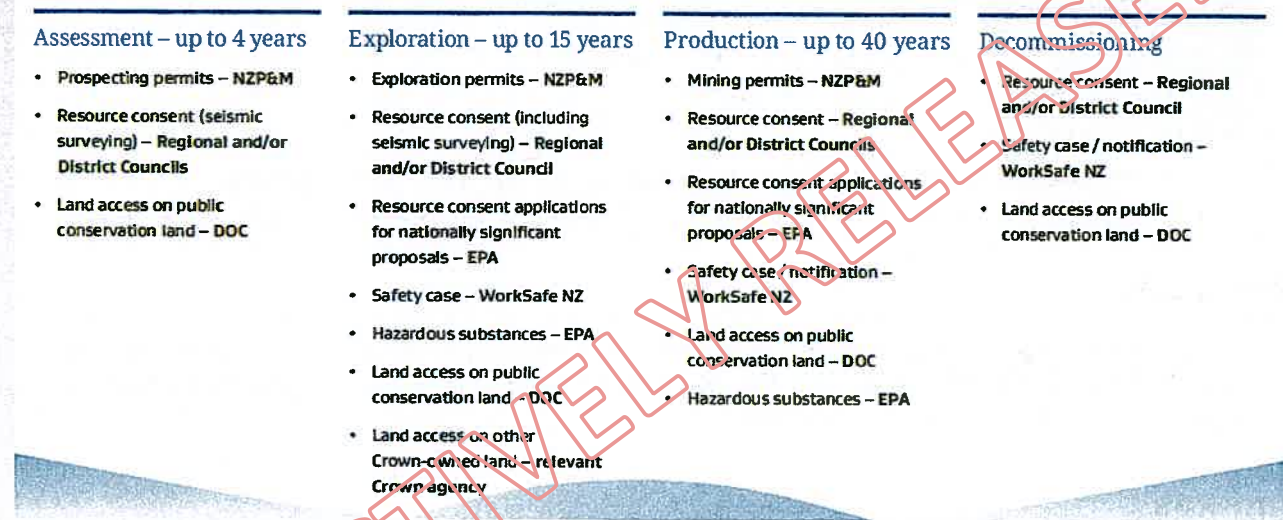 Assessment – up to 4 years
• Prospecting permits – NZP&M
• Resource consent (seismic
surveying) – Regional and/or
District Councils
• Land access on public
conservation land – DOC
Exploration – up to 15 years
• Exploration permits – NZP&M
• Resource consent (including
seismic surveying) – Regional
and/or District Council
• Resource consent applications
for nationally significant
proposals – EPA
• Safety case – WorkSafe NZ
• Hazardous substances – EPA
• Land access on public
conservation land – DOC
• Land access on other
Crown-owned land – relevant
Crown agency
Production – up to 40 years
• Mining permits – NZP&M
• Resource consent – Regional
and/or District Councils
• Resource consent applications
for nationally significant
proposals – EPA
• Safety case / notification –
WorkSafe NZ
• Land access on public
conservation land – DOC
• Hazardous substances – EPA
Decommissioning
• Resource consent – Regional
and/or District Council
• Safety case / notification –
WorkSafe NZ
• Land access on public
conservation land – DOC
TIVELY RELEASE